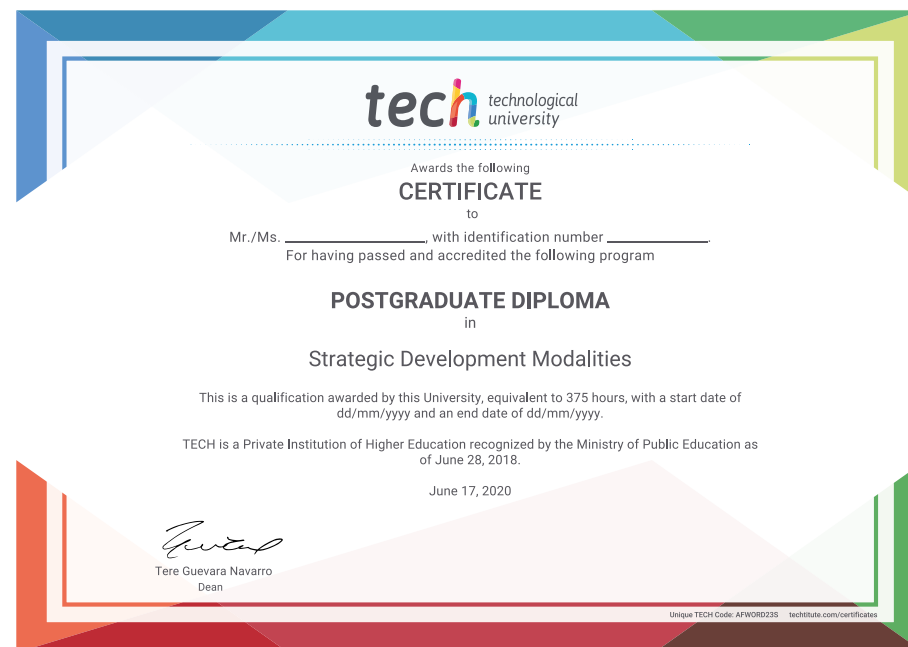 tech technological
university
Awards the following
CERTIFICATE
to
Mr./Ms. ____________________, with identification number ______________.
For having passed and accredited the following program
POSTGRADUATE DIPLOMA
in
Strategic Development Modalities
This is a qualification awarded by this University, equivalent to 375 hours, with a start date of
dd/mm/yyyy and an end date of dd/mm/yyyy.
TECH is a Private Institution of Higher Education recognized by the Ministry of Public Education as
of June 28, 2018.
June 17, 2020
Tere Guevara Navarro
Dean
Unique TECH Code: AFWORD23S techtitute.com/certificates